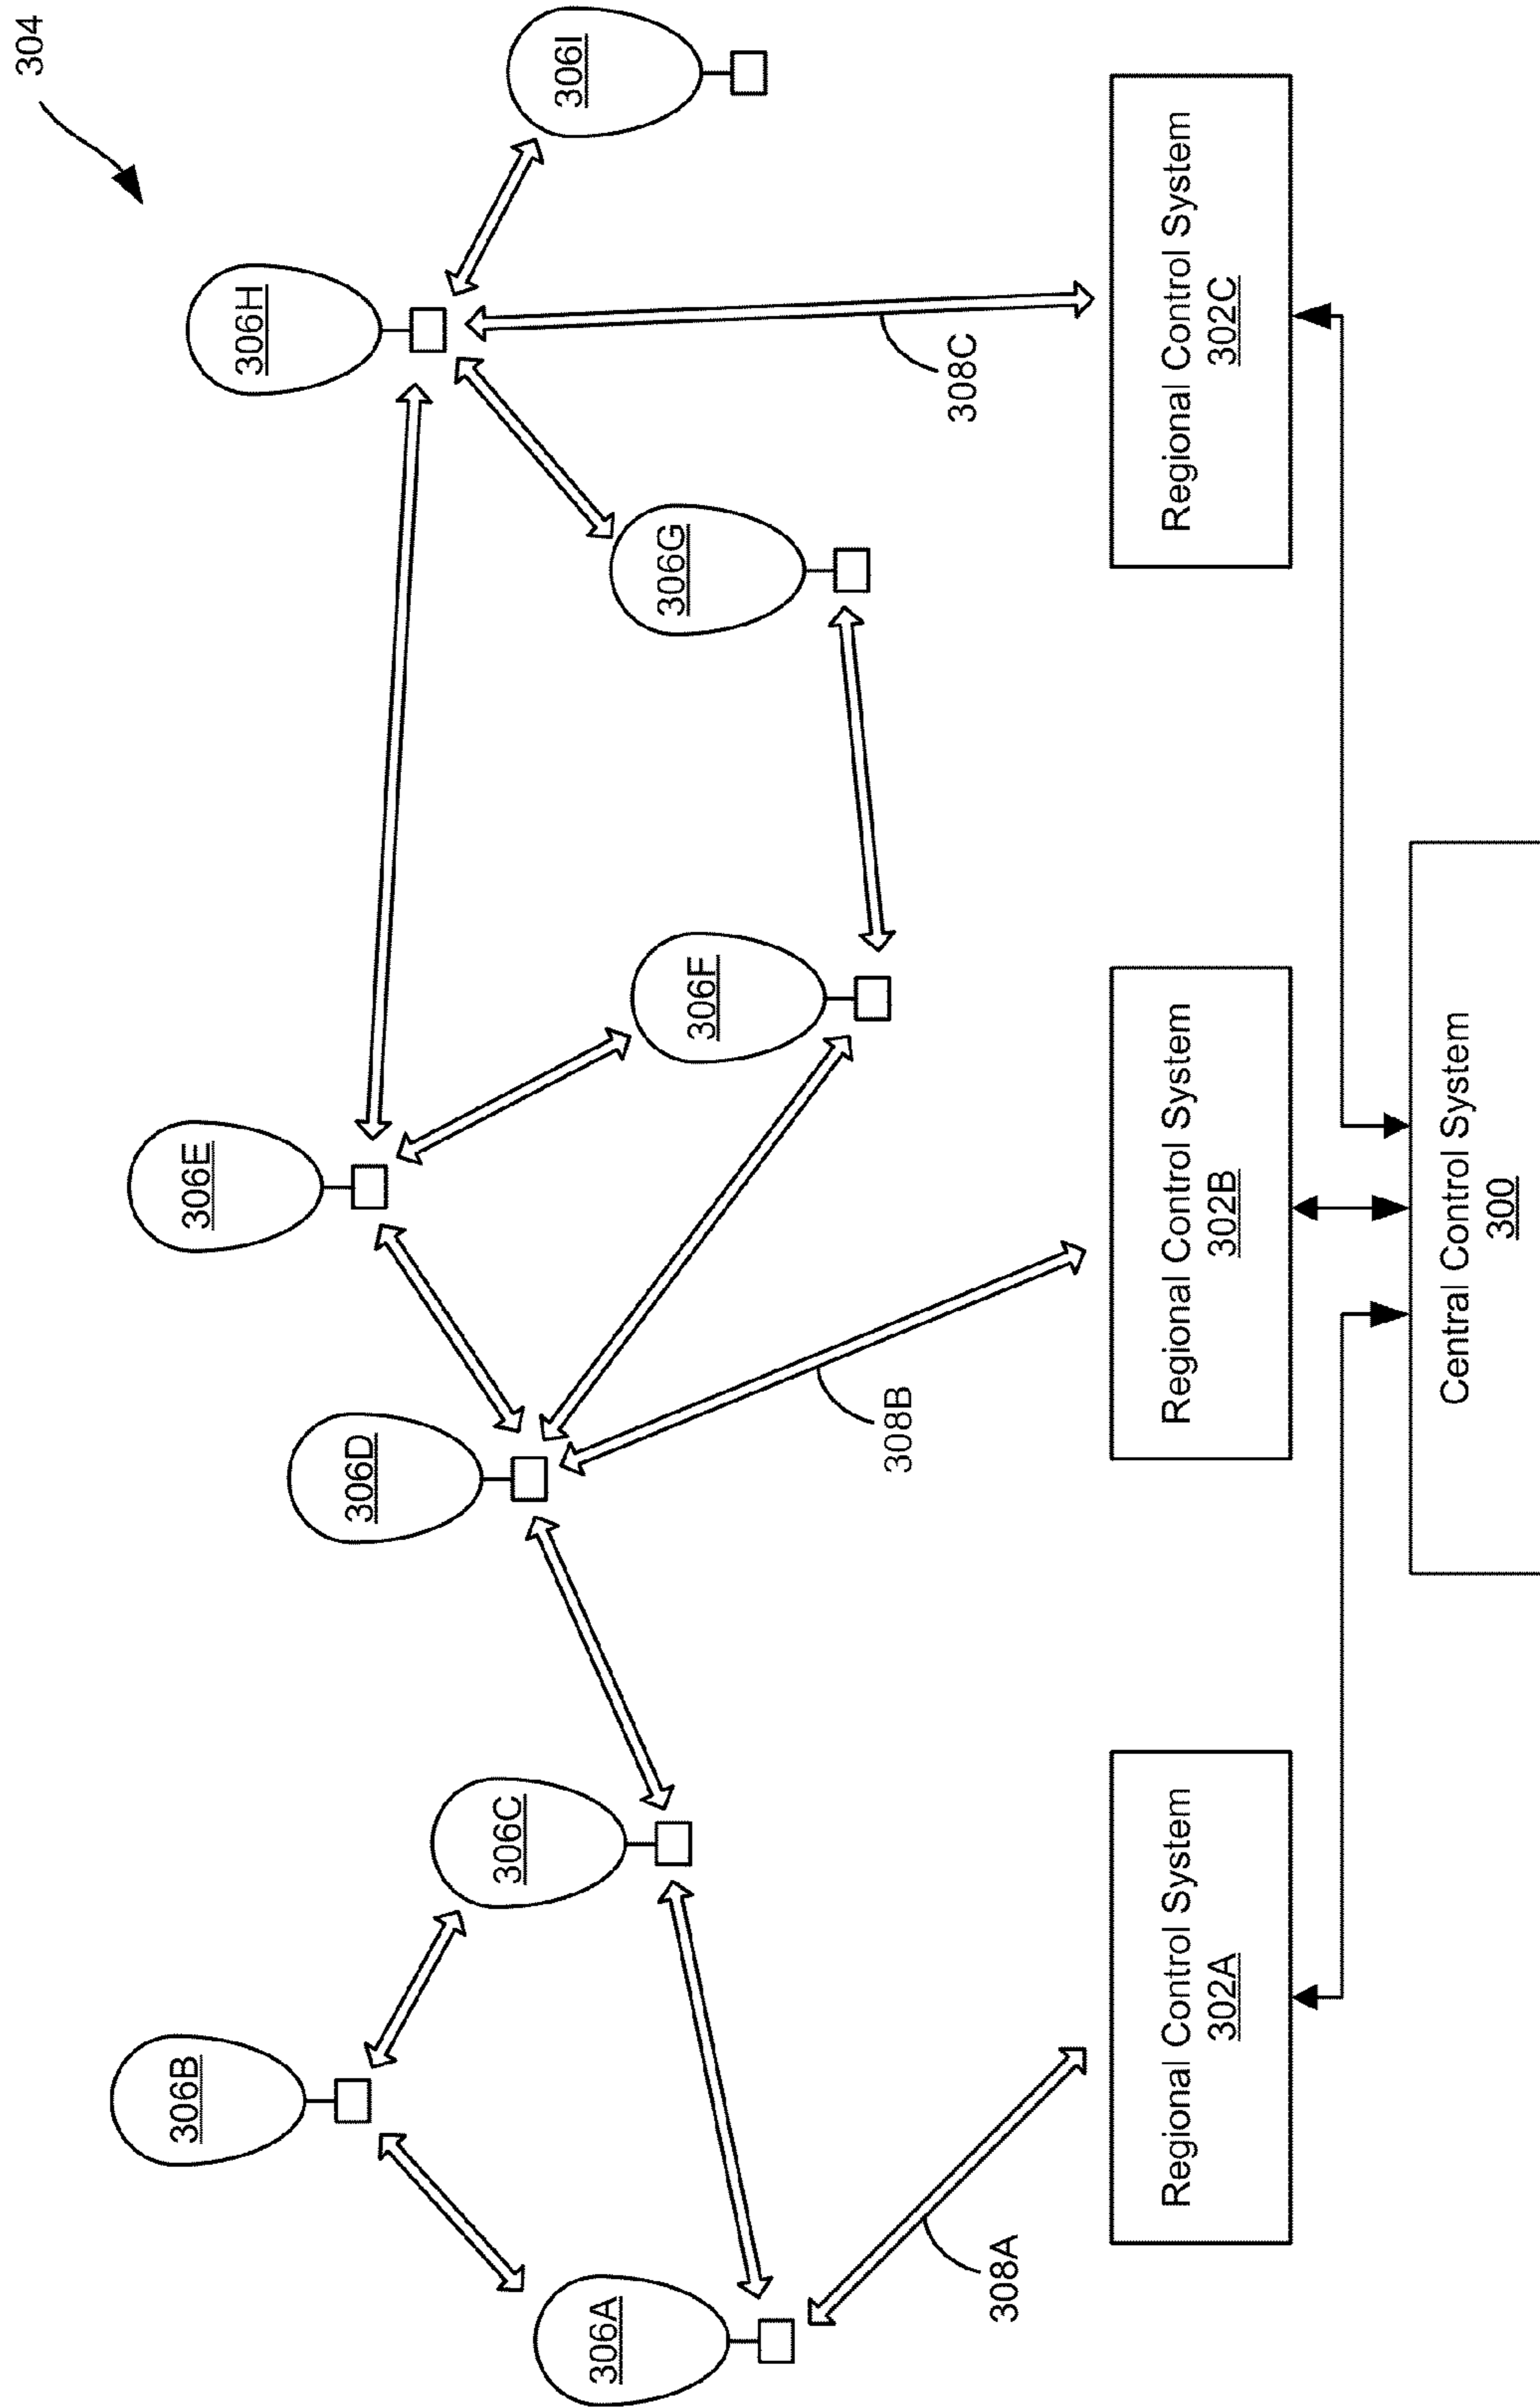 304
306B
306E
306H
306D
306C
306I
306A
306F
306G
308A
308B
308C
Regional Control System
302A
Regional Control System
302B
Regional Control System
302C
Central Control System
300